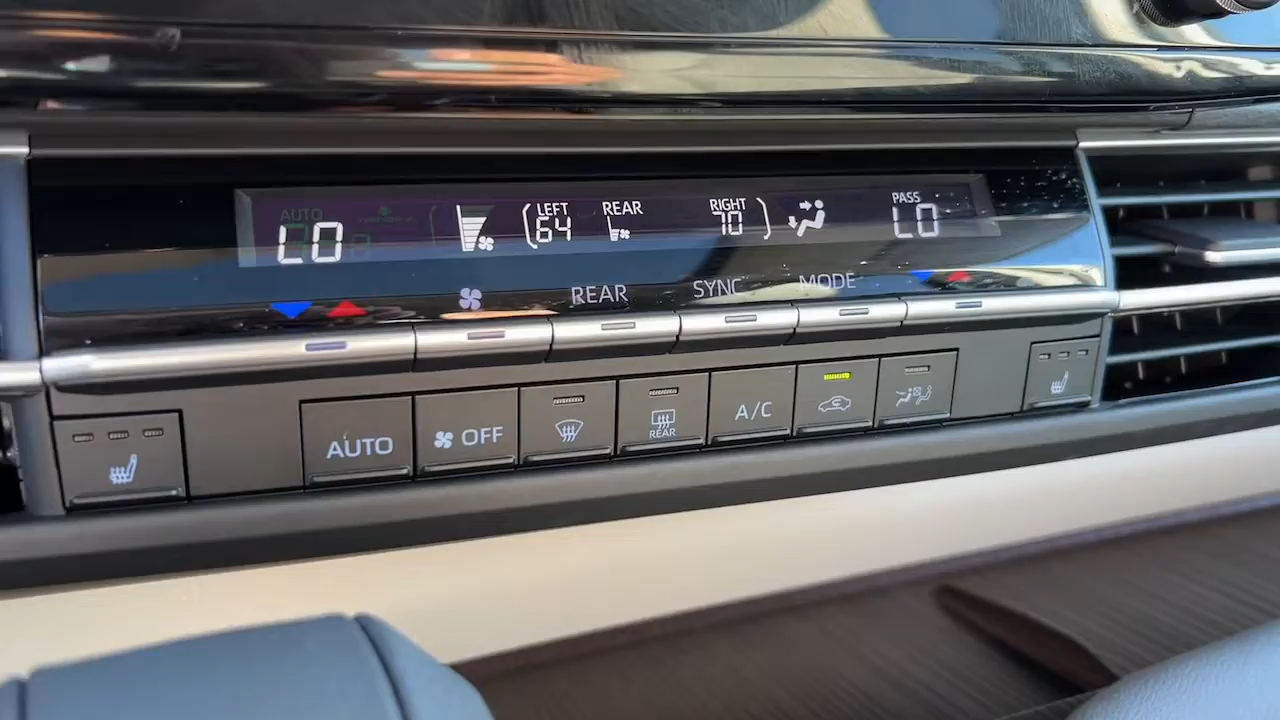 AUTO
LO
LEFT
64
REAR
RIGHT
70
PASS
LO
REAR
SYNC
MODE
AUTO
OFF
REAR
A/C